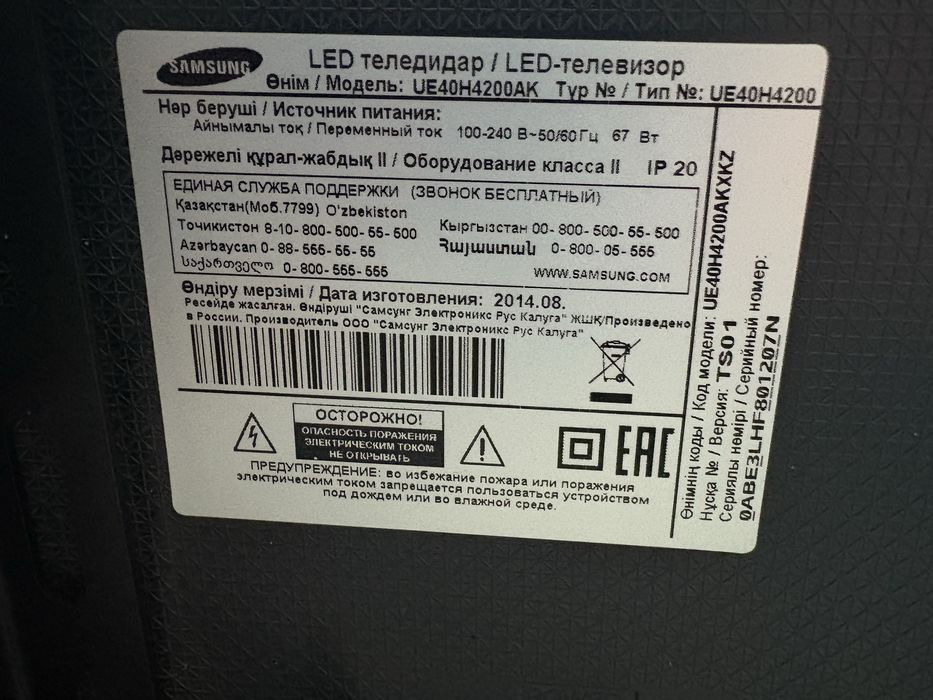 SAMSUNG
LED теледидар / LED-телевизор
Өнім / Модель: UE40H4200AK Түр № / Тип №: UE40H4200
Нәр беруші / Источник питания:
Айнымалы ток / Переменный ток 100-240 В~50/60 Гц 67 Вт
Дәрежелі құрал-жабдық II / Оборудование класса II IP 20
ЕДИНАЯ СЛУЖБА ПОДДЕРЖКИ (ЗВОНОК БЕСПЛАТНЫЙ)
Қазақстан(Моб.7799) O'zbekiston
Точикистон 8-10-800-500-55-500 Кыргызстан 00-800-500-55-500
Azərbaycan 0-88-555-55-55 Հայաստան 0-800-05-555
საქართველო 0-800-555-555 WWW.SAMSUNG.COM
Өндіру мерзімі / Дата изготовления: 2014.08.
Ресейде жасалған. Өндіруші "Самсунг Электроникс Рус Калуга" ЖШҚ/Произведено
в России. Производитель ООО "Самсунг Электроникс Рус Калуга"
ОСТОРОЖНО!
ОПАСНОСТЬ ПОРАЖЕНИЯ
ЭЛЕКТРИЧЕСКИМ ТОКОМ
НЕ ОТКРЫВАТЬ
EAC
ПРЕДУПРЕЖДЕНИЕ: во избежание пожара или поражения
электрическим током запрещается пользоваться устройством
под дождем или во влажной среде.
Өнімнің коды / Код модели: UE40H4200AKXKZ
Нұсқа № / Версия: TS01
Сериялы нөмірі / Серийный номер:
0ABE3LHF801207N